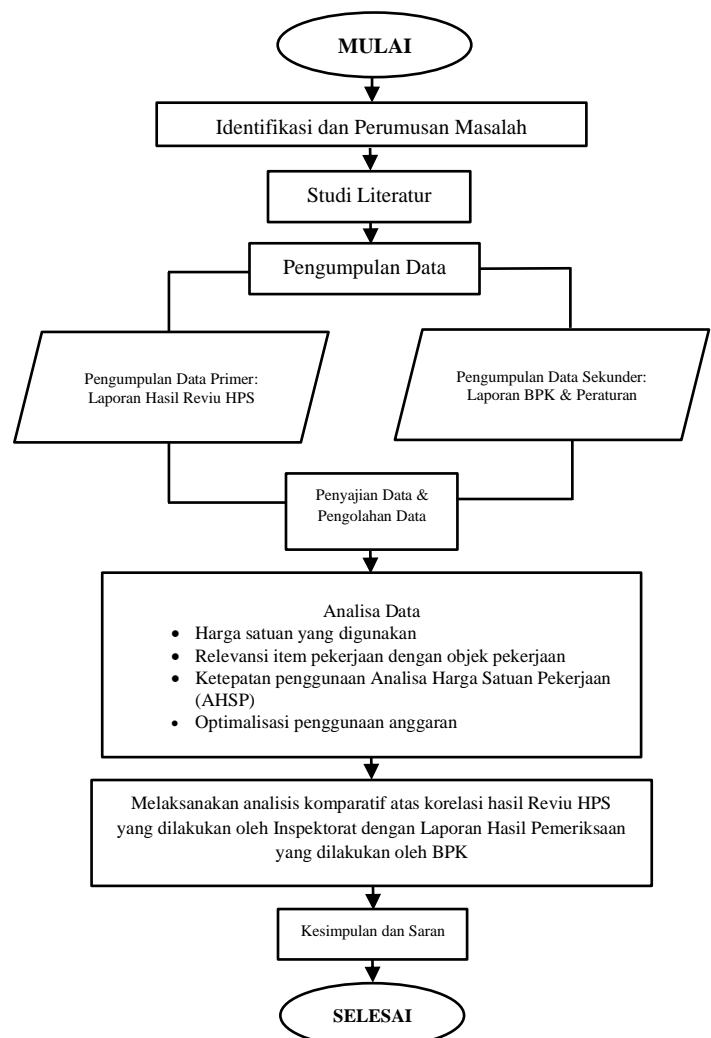 MULAI
Identifikasi dan Perumusan Masalah
Studi Literatur
Pengumpulan Data
Pengumpulan Data Primer:
Laporan Hasil Reviu HPS
Pengumpulan Data Sekunder:
Laporan BPK & Peraturan
Penyajian Data &
Pengolahan Data
Analisa Data
• Harga satuan yang digunakan
• Relevansi item pekerjaan dengan objek pekerjaan
• Ketepatan penggunaan Analisa Harga Satuan Pekerjaan
(AHSP)
• Optimalisasi penggunaan anggaran
Melaksanakan analisis komparatif atas korelasi hasil Reviu HPS
yang dilakukan oleh Inspektorat dengan Laporan Hasil Pemeriksaan
yang dilakukan oleh BPK
Kesimpulan dan Saran
SELESAI